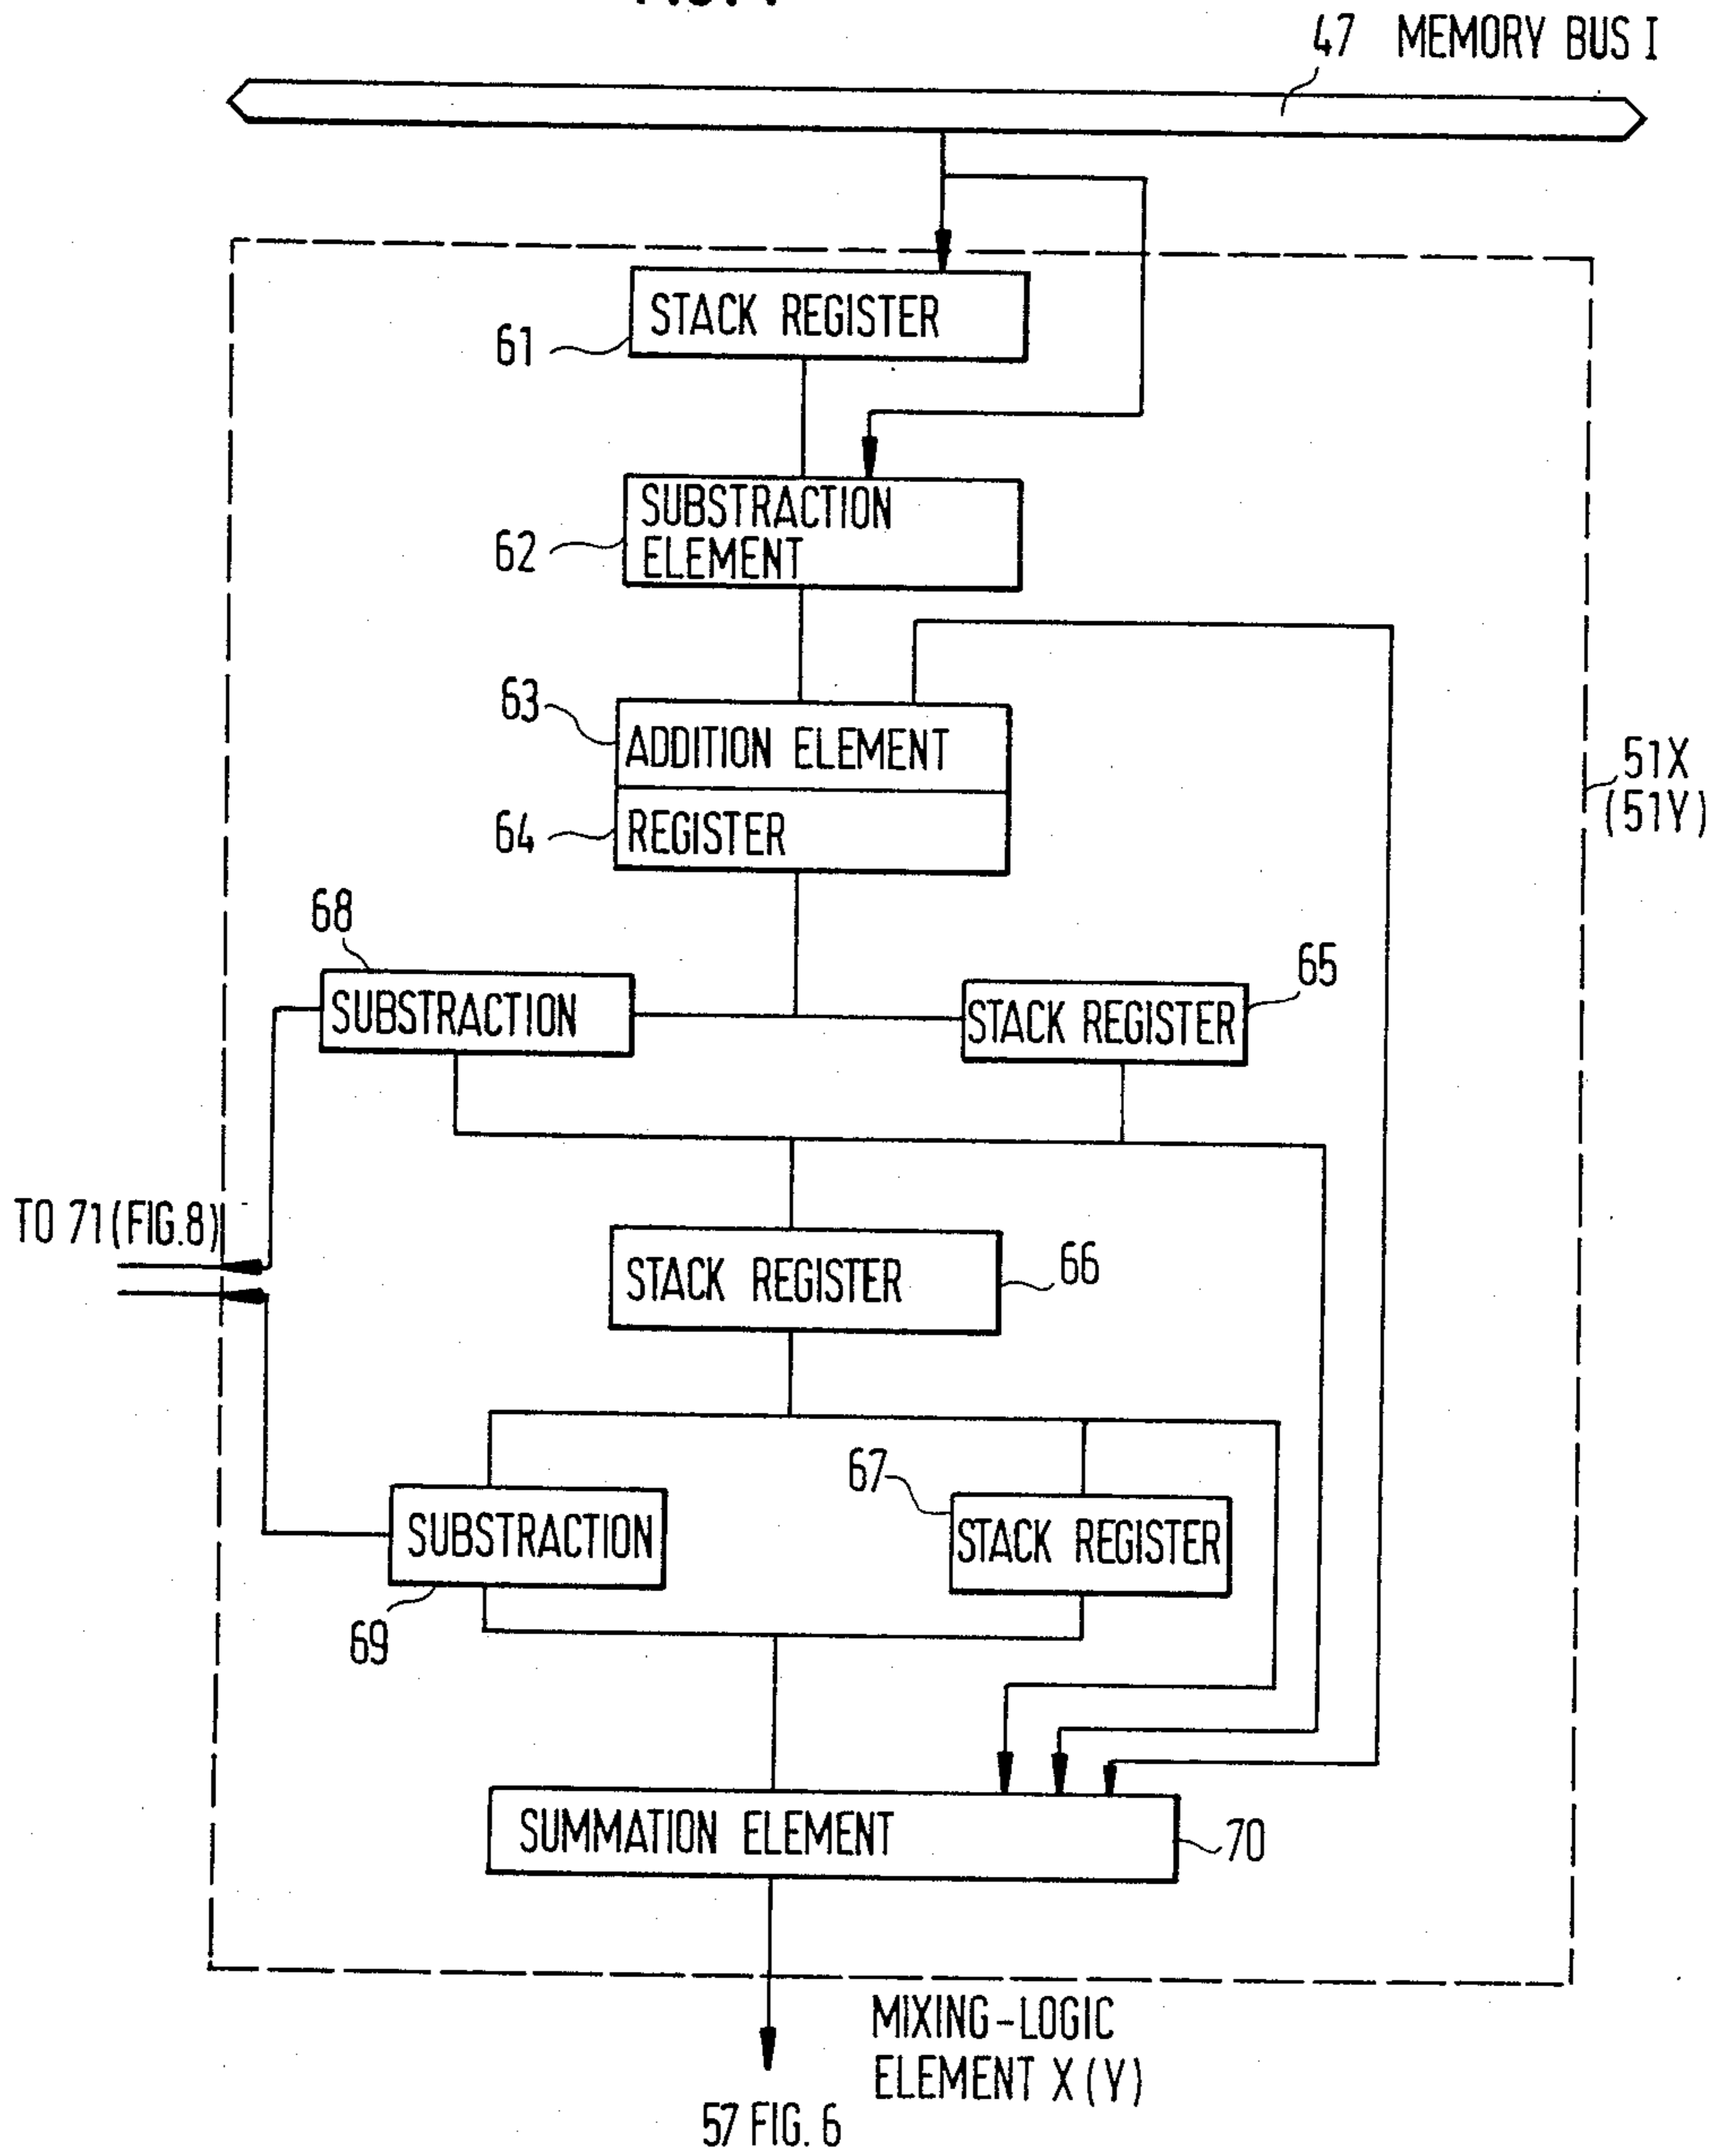 47 MEMORY BUS I
STACK REGISTER
61
SUBSTRACTION
ELEMENT
62
63
ADDITION ELEMENT
64
REGISTER
51X
(51Y)
68
SUBSTRACTION
65
STACK REGISTER
TO 71 (FIG.8)
STACK REGISTER
66
67
SUBSTRACTION
STACK REGISTER
69
SUMMATION ELEMENT
70
MIXING-LOGIC
ELEMENT X (Y)
57 FIG. 6